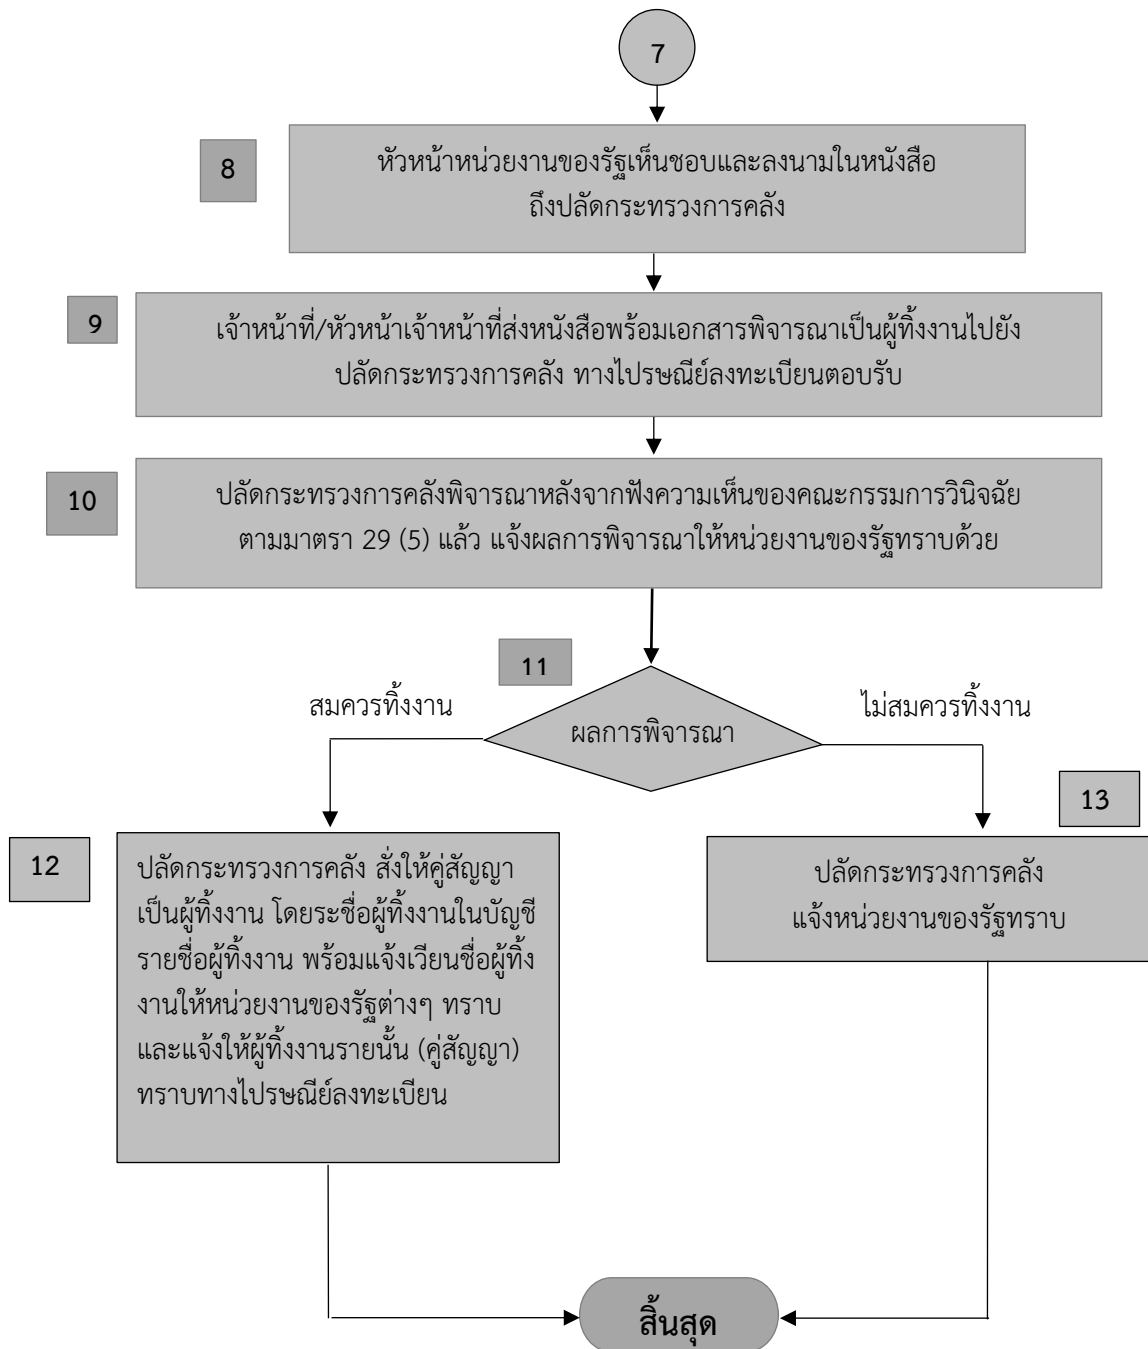 7
8
หัวหน้าหน่วยงานของรัฐเห็นชอบและลงนามในหนังสือ
ถึงปลัดกระทรวงการคลัง
9
เจ้าหน้าที่/หัวหน้าเจ้าหน้าที่ส่งหนังสือพร้อมเอกสารพิจารณาเป็นผู้ทิ้งงานไปยัง
ปลัดกระทรวงการคลัง ทางไปรษณีย์ลงทะเบียนตอบรับ
10
ปลัดกระทรวงการคลังพิจารณาหลังจากฟังความเห็นของคณะกรรมการวินิจฉัย
ตามมาตรา 29 (5) แล้ว แจ้งผลการพิจารณาให้หน่วยงานของรัฐทราบด้วย
11
สมควรทิ้งงาน
ผลการพิจารณา
ไม่สมควรทิ้งงาน
12
ปลัดกระทรวงการคลัง สั่งให้คู่สัญญา
เป็นผู้ทิ้งงาน โดยระชื่อผู้ทิ้งงานในบัญชี
รายชื่อผู้ทิ้งงาน พร้อมแจ้งเวียนชื่อผู้ทิ้ง
งานให้หน่วยงานของรัฐต่างๆ ทราบ
และแจ้งให้ผู้ทิ้งงานรายนั้น (คู่สัญญา)
ทราบทางไปรษณีย์ลงทะเบียน
13
ปลัดกระทรวงการคลัง
แจ้งหน่วยงานของรัฐทราบ
สิ้นสุด